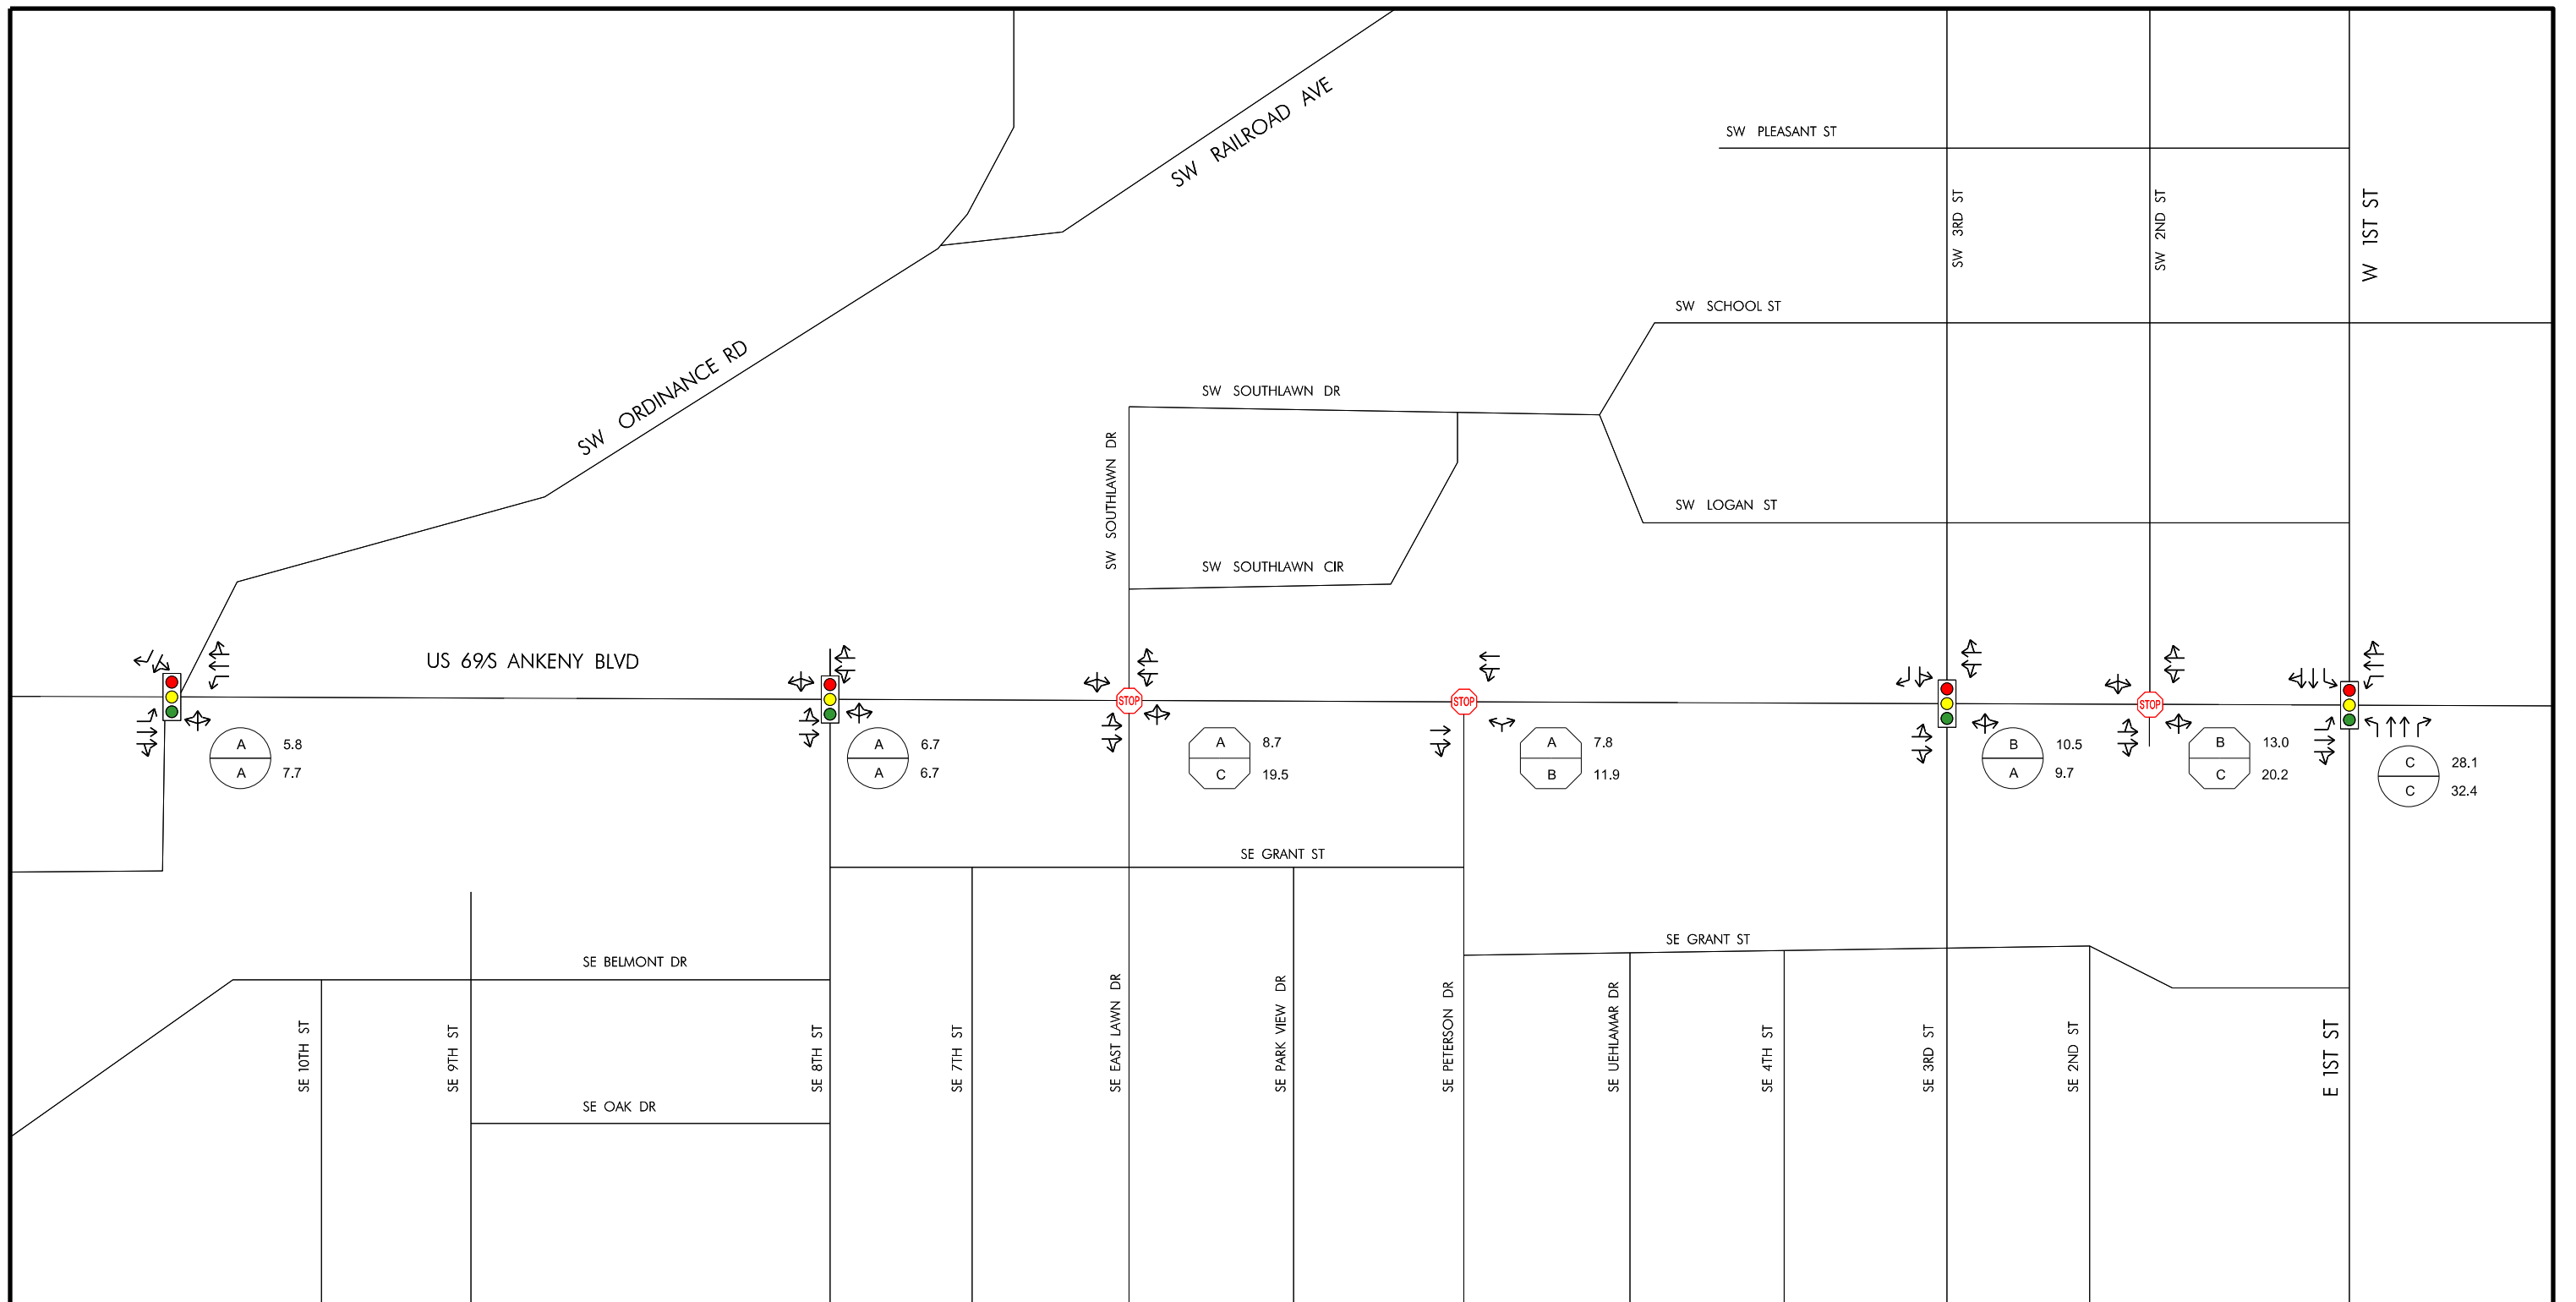 SW PLEASANT ST
SW RAILROAD AVE
SW 3RD ST
SW 2ND ST
W 1ST ST
SW SCHOOL ST
SW ORDINANCE RD
SW SOUTHLAWN DR
SW SOUTHLAWN DR
SW LOGAN ST
SW SOUTHLAWN CIR
US 69/S ANKENY BLVD
STOP
STOP
STOP
A 5.8
A 7.7
A 6.7
A 6.7
A 8.7
C 19.5
A 7.8
B 11.9
B 10.5
A 9.7
B 13.0
C 20.2
C 28.1
C 32.4
SE GRANT ST
SE GRANT ST
SE BELMONT DR
SE 10TH ST
SE 9TH ST
SE 8TH ST
SE 7TH ST
SE EAST LAWN DR
SE PARK VIEW DR
SE PETERSON DR
SE UEHLAMAR DR
SE 4TH ST
SE 3RD ST
SE 2ND ST
E 1ST ST
SE OAK DR